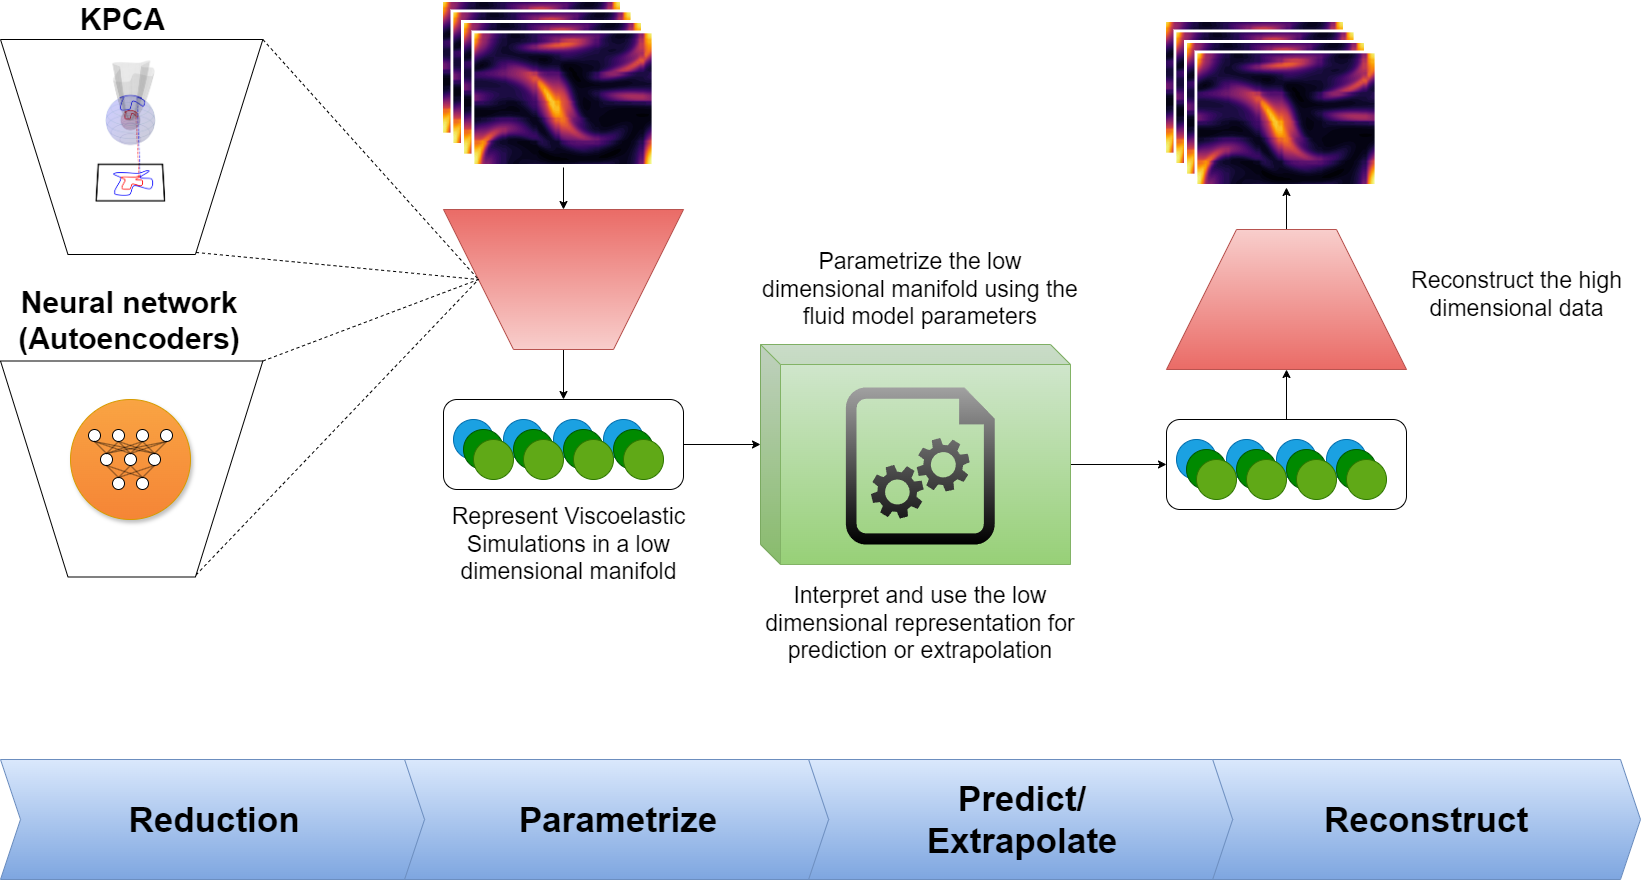 KPCA
Neural network
(Autoencoders)
Represent Viscoelastic
Simulations in a low
dimensional manifold
Parametrize the low
dimensional manifold using the
fluid model parameters
Interpret and use the low
dimensional representation for
prediction or extrapolation
Reconstruct the high
dimensional data
Reduction
Parametrize
Predict/
Extrapolate
Reconstruct